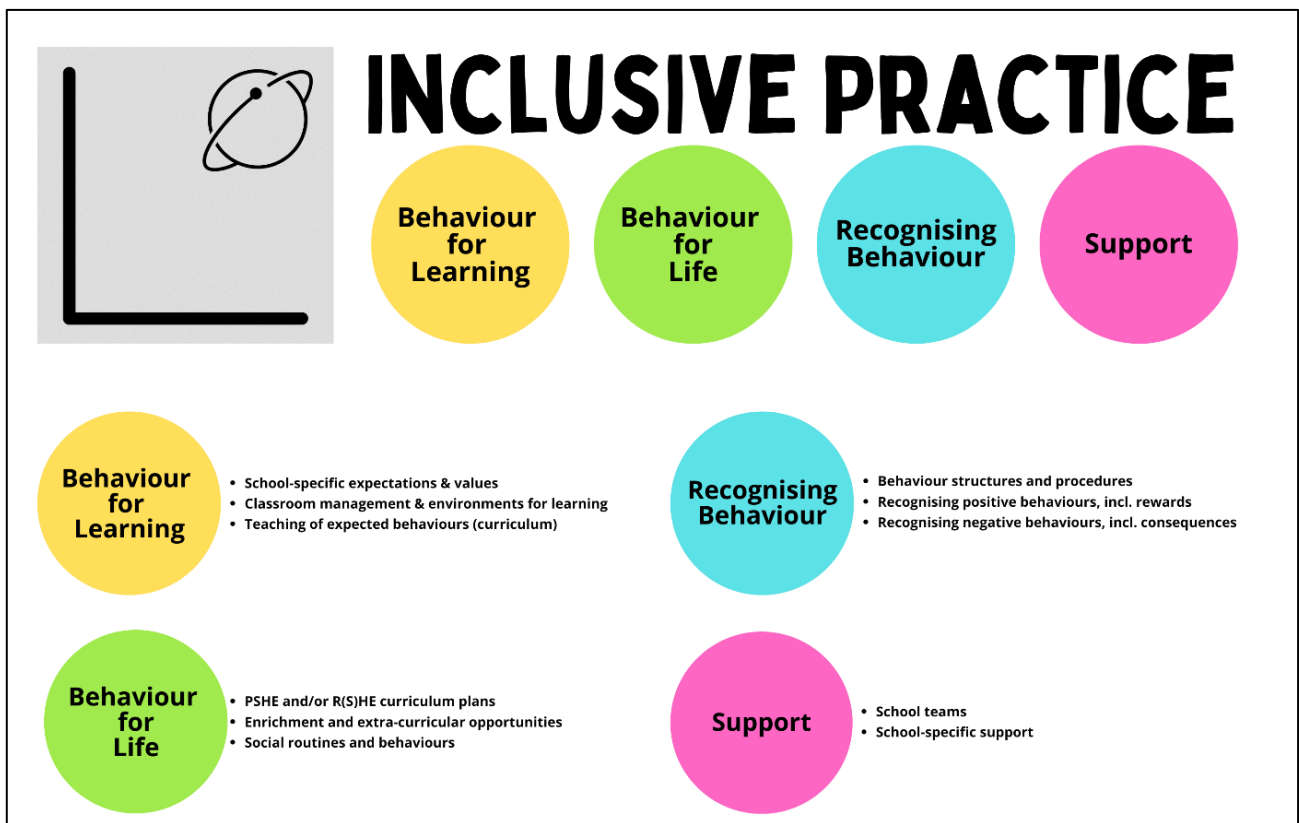 INCLUSIVE PRACTICE
Behaviour
for
Learning
Behaviour
for
Life
Recognising
Behaviour
Support
Behaviour
for
Learning
• School-specific expectations & values
• Classroom management & environments for learning
• Teaching of expected behaviours (curriculum)
Recognising
Behaviour
• Behaviour structures and procedures
• Recognising positive behaviours, incl. rewards
• Recognising negative behaviours, incl. consequences
Behaviour
for
Life
• PSHE and/or R(S)HE curriculum plans
• Enrichment and extra-curricular opportunities
• Social routines and behaviours
Support
• School teams
• School-specific support